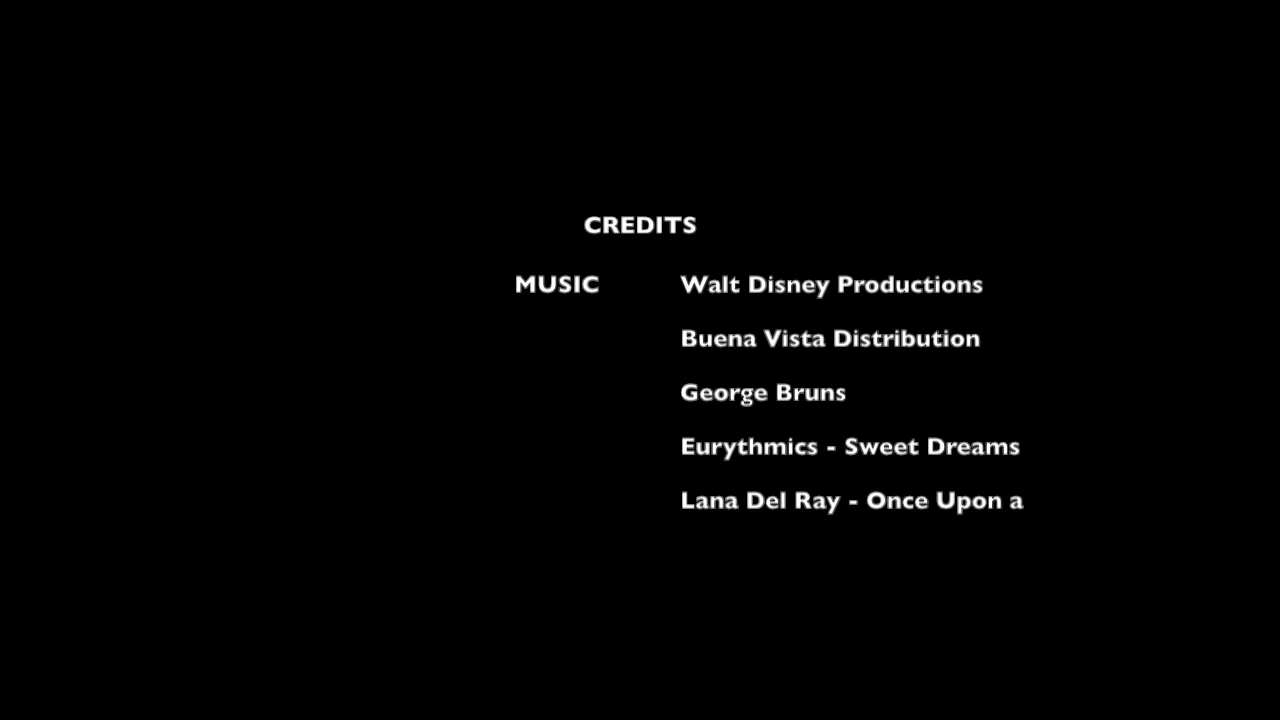 CREDITS
MUSIC Walt Disney Productions
Buena Vista Distribution
George Bruns
Eurythmics - Sweet Dreams
Lana Del Ray - Once Upon a